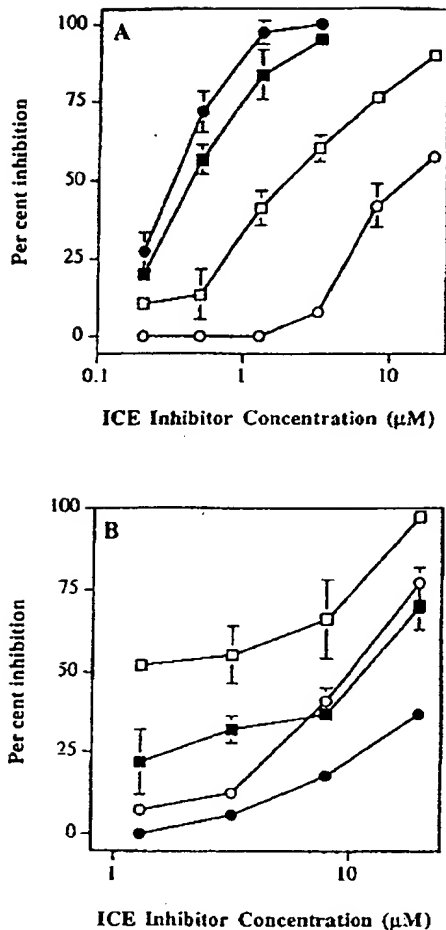 A
Per cent inhibition
100
75
50
25
0
0.1
1
10
ICE Inhibitor Concentration (µM)
B
Per cent inhibition
100
75
50
25
0
1
10
ICE Inhibitor Concentration (µM)